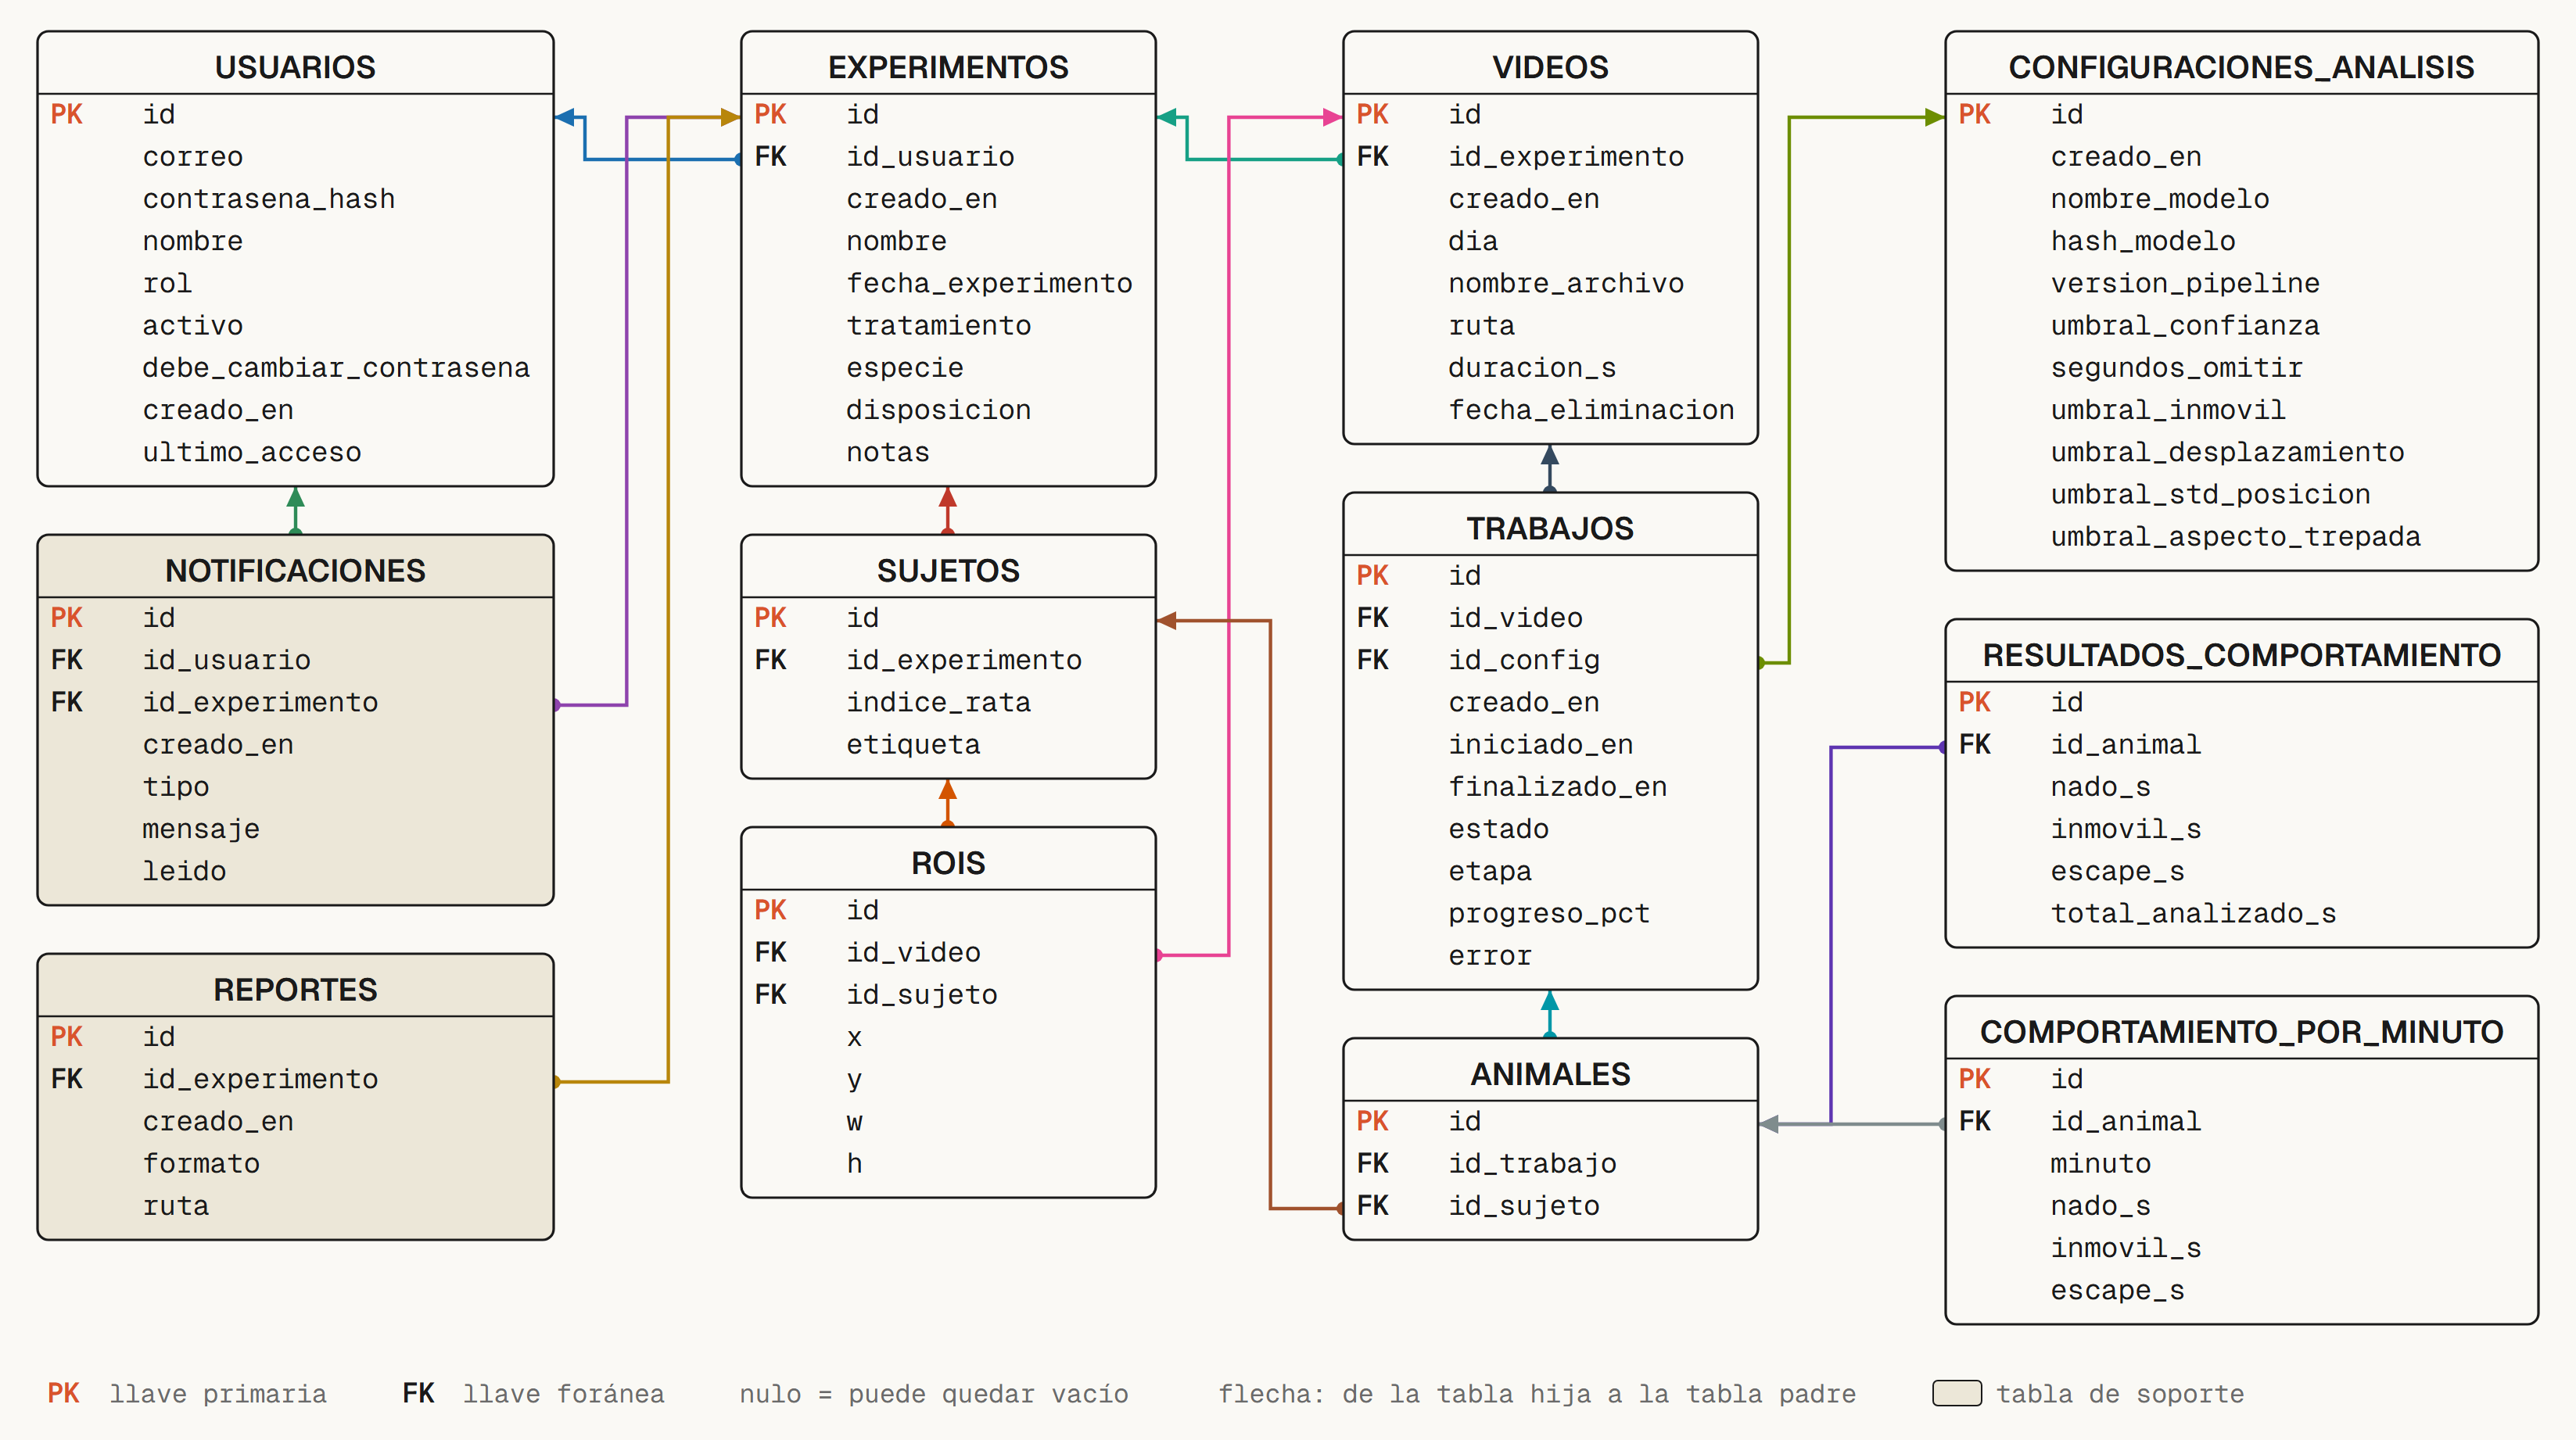 USUARIOS
PK id
correo
contrasena_hash
nombre
rol
activo
debe_cambiar_contrasena
creado_en
ultimo_acceso
NOTIFICACIONES
PK id
FK id_usuario
FK id_experimento
creado_en
tipo
mensaje
leido
REPORTES
PK id
FK id_experimento
creado_en
formato
ruta
EXPERIMENTOS
PK id
FK id_usuario
creado_en
nombre
fecha_experimento
tratamiento
especie
disposicion
notas
SUJETOS
PK id
FK id_experimento
indice_rata
etiqueta
ROIS
PK id
FK id_video
FK id_sujeto
x
y
w
h
VIDEOS
PK id
FK id_experimento
creado_en
dia
nombre_archivo
ruta
duracion_s
fecha_eliminacion
TRABAJOS
PK id
FK id_video
FK id_config
creado_en
iniciado_en
finalizado_en
estado
etapa
progreso_pct
error
ANIMALES
PK id
FK id_trabajo
FK id_sujeto
CONFIGURACIONES_ANALISIS
PK id
creado_en
nombre_modelo
hash_modelo
version_pipeline
umbral_confianza
segundos_omitir
umbral_inmovil
umbral_desplazamiento
umbral_std_posicion
umbral_aspecto_trepada
RESULTADOS_COMPORTAMIENTO
PK id
FK id_animal
nado_s
inmovil_s
escape_s
total_analizado_s
COMPORTAMIENTO_POR_MINUTO
PK id
FK id_animal
minuto
nado_s
inmovil_s
escape_s
PK llave primaria FK llave foránea nulo = puede quedar vacío flecha: de la tabla hija a la tabla padre tabla de soporte